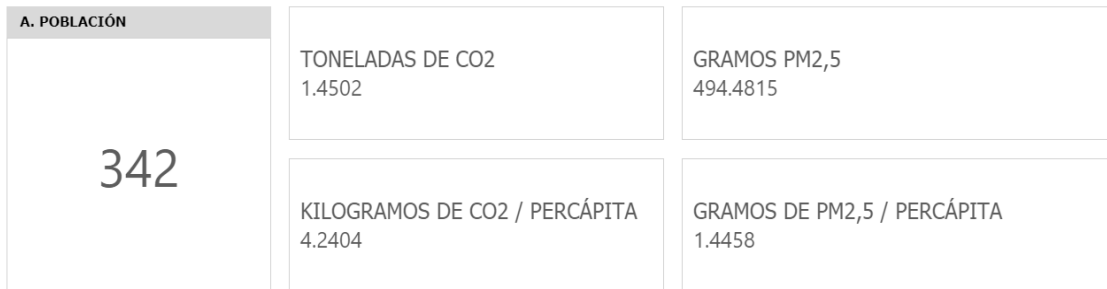 A. POBLACIÓN
342
TONELADAS DE CO2
1.4502
GRAMOS PM2,5
494.4815
KILOGRAMOS DE CO2 / PERCÁPITA
4.2404
GRAMOS DE PM2,5 / PERCÁPITA
1.4458